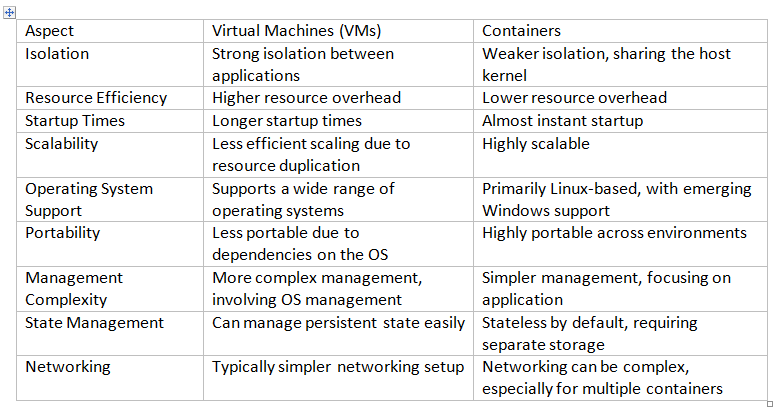 Aspect Virtual Machines (VMs) Containers
Isolation Strong isolation between Weaker isolation, sharing the host
applications kernel
Resource Efficiency Higher resource overhead Lower resource overhead
Startup Times Longer startup times Almost instant startup
Scalability Less efficient scaling due to Highly scalable
resource duplication
Operating System Supports a wide range of Primarily Linux-based, with emerging
Support operating systems Windows support
Portability Less portable due to Highly portable across environments
dependencies on the OS
Management More complex management, Simpler management, focusing on
Complexity involving OS management application
State Management Can manage persistent state easily Stateless by default, requiring
separate storage
Networking Typically simpler networking setup Networking can be complex,
especially for multiple containers